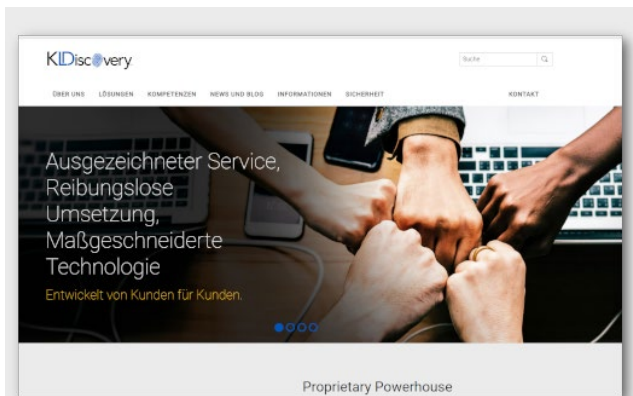 KLDiscovery
Suche
ÜBER UNS LÖSUNGEN KOMPETENZEN NEWS UND BLOG INFORMATIONEN SICHERHEIT KONTAKT
Ausgezeichneter Service,
Reibungslose
Umsetzung,
Maßgeschneiderte
Technologie
Entwickelt von Kunden für Kunden.
Proprietary Powerhouse